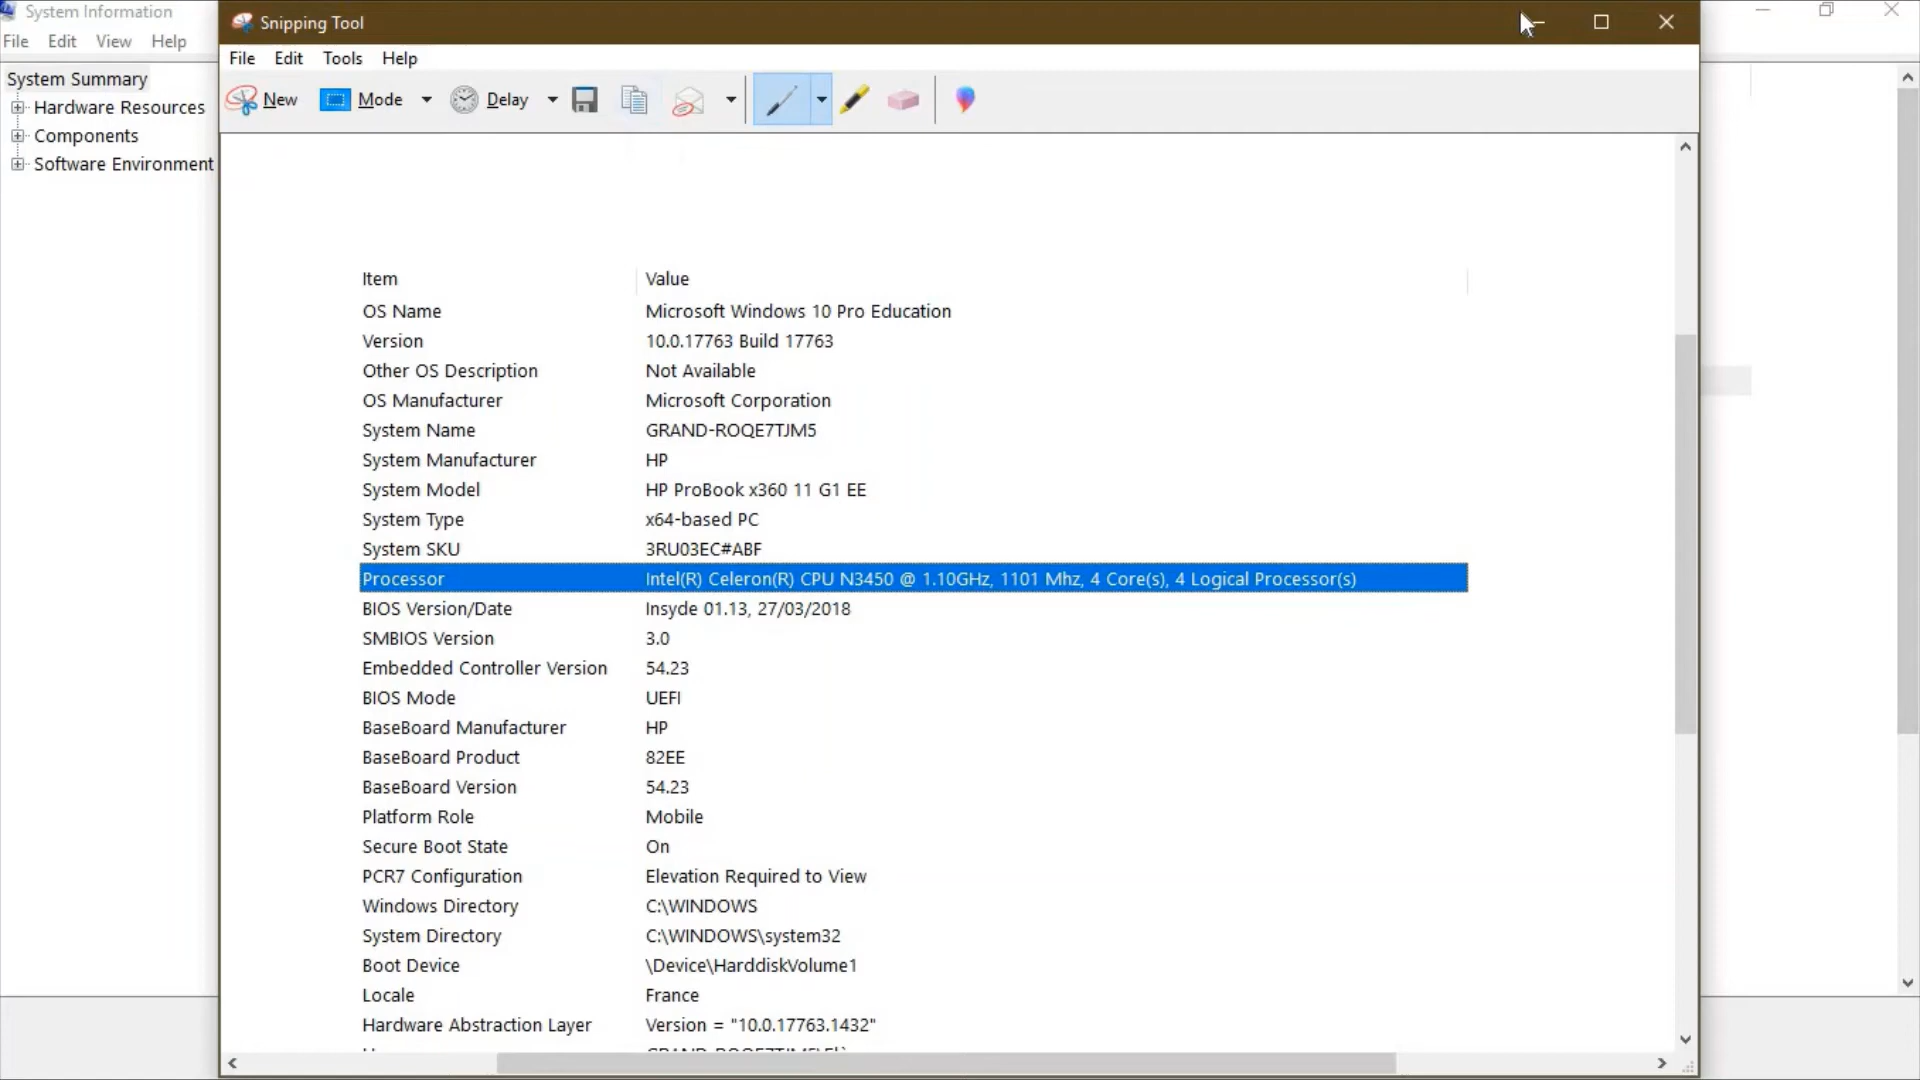 System Information
File Edit View Help
System Summary
Hardware Resources
Components
Software Environment
Snipping Tool
File Edit Tools Help
New Mode Delay
Item Value
OS Name Microsoft Windows 10 Pro Education
Version 10.0.17763 Build 17763
Other OS Description Not Available
OS Manufacturer Microsoft Corporation
System Name GRAND-ROQE7TJM5
System Manufacturer HP
System Model HP ProBook x360 11 G1 EE
System Type x64-based PC
System SKU 3RU03EC#ABF
Processor Intel(R) Celeron(R) CPU N3450 @ 1.10GHz, 1101 Mhz, 4 Core(s), 4 Logical Processor(s)
BIOS Version/Date Insyde 01.13, 27/03/2018
SMBIOS Version 3.0
Embedded Controller Version 54.23
BIOS Mode UEFI
BaseBoard Manufacturer HP
BaseBoard Product 82EE
BaseBoard Version 54.23
Platform Role Mobile
Secure Boot State On
PCR7 Configuration Elevation Required to View
Windows Directory C:\WINDOWS
System Directory C:\WINDOWS\system32
Boot Device \Device\HarddiskVolume1
Locale France
Hardware Abstraction Layer Version = "10.0.17763.1432"